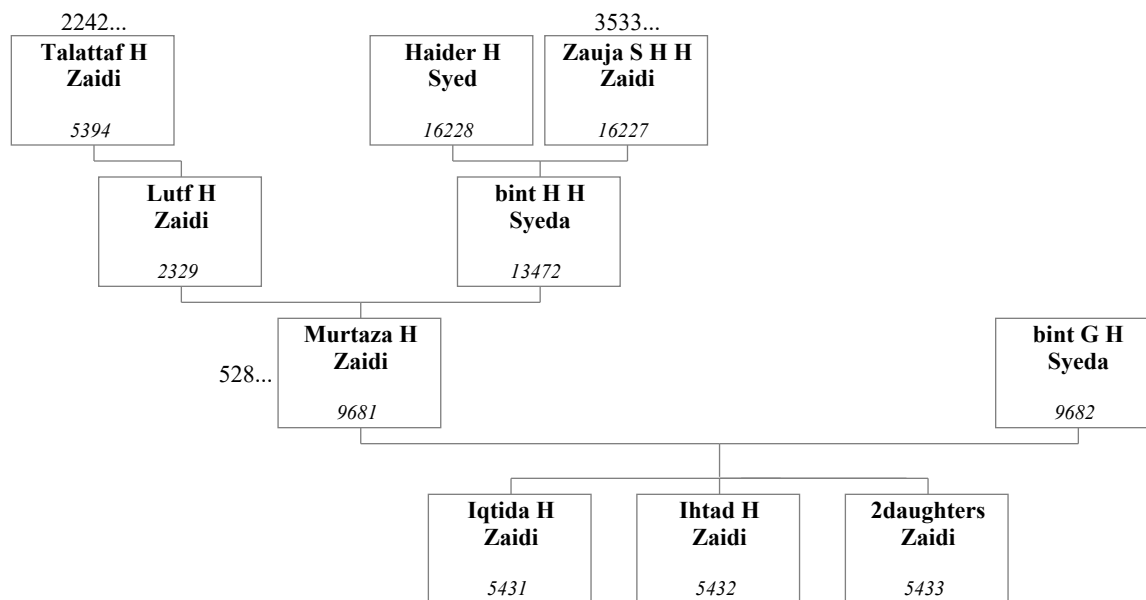 2242...
3533...
Talattaf H
Zaidi
5394
Haider H
Syed
16228
Zauja S H H
Zaidi
16227
Lutf H
Zaidi
2329
bint H H
Syeda
13472
Murtaza H
Zaidi
9681
528...
bint G H
Syeda
9682
Iqtida H
Zaidi
5431
Ihtad H
Zaidi
5432
2daughters
Zaidi
5433